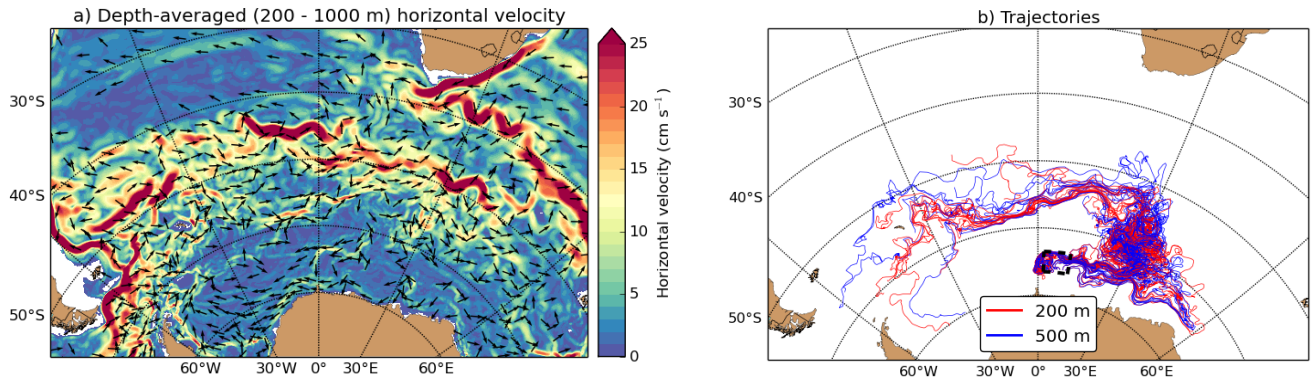 a) Depth-averaged (200 - 1000 m) horizontal velocity
30°S
40°S
50°S
60°W
30°W
0°
30°E
60°E
25
20
15
10
5
0
Horizontal velocity (cm s⁻¹)
b) Trajectories
30°S
40°S
50°S
60°W
30°W
0°
30°E
60°E
200 m
500 m